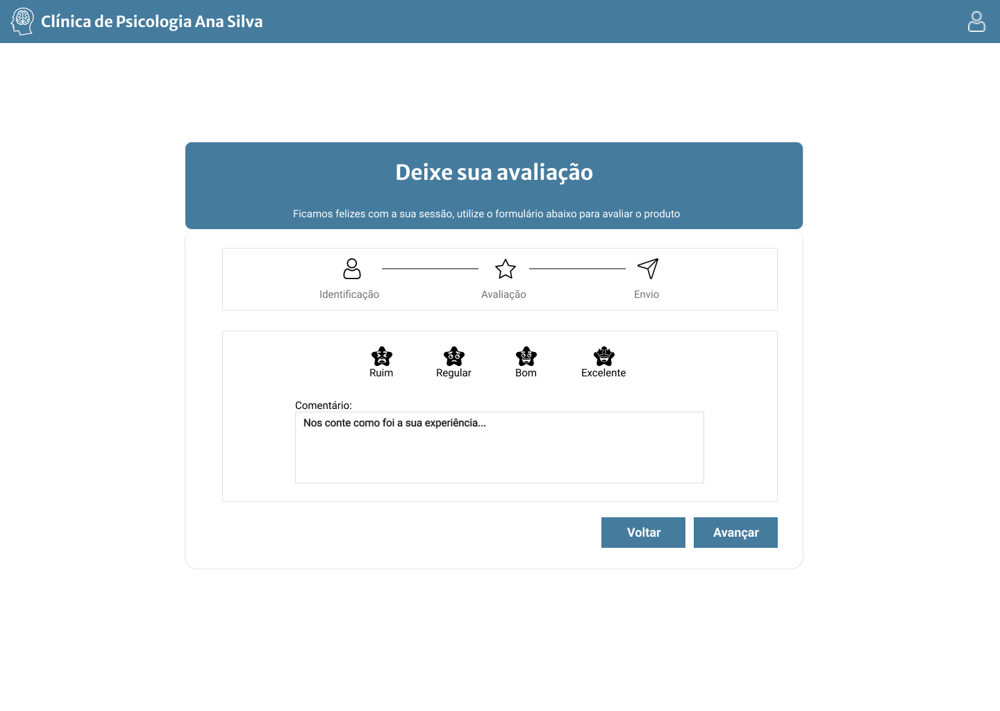 Clínica de Psicologia Ana Silva
Deixe sua avaliação
Ficamos felizes com a sua sessão, utilize o formulário abaixo para avaliar o produto
Identificação Avaliação Envio
Ruim Regular Bom Excelente
Comentário:
Nos conte como foi a sua experiência...
Voltar Avançar